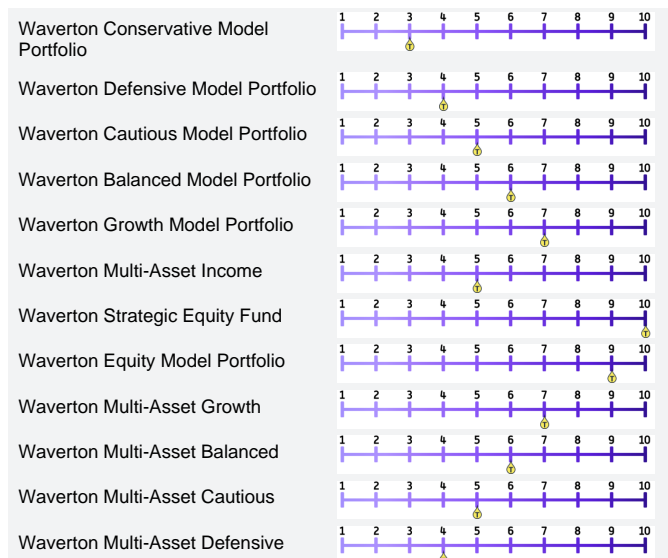 1 2 3 4 5 6 7 8 9 10
Waverton Conservative Model
Portfolio
T
1 2 3 4 5 6 7 8 9 10
Waverton Defensive Model Portfolio
T
1 2 3 4 5 6 7 8 9 10
Waverton Cautious Model Portfolio
T
1 2 3 4 5 6 7 8 9 10
Waverton Balanced Model Portfolio
T
1 2 3 4 5 6 7 8 9 10
Waverton Growth Model Portfolio
T
1 2 3 4 5 6 7 8 9 10
Waverton Multi-Asset Income
T
1 2 3 4 5 6 7 8 9 10
Waverton Strategic Equity Fund
T
1 2 3 4 5 6 7 8 9 10
Waverton Equity Model Portfolio
T
1 2 3 4 5 6 7 8 9 10
Waverton Multi-Asset Growth
T
1 2 3 4 5 6 7 8 9 10
Waverton Multi-Asset Balanced
T
1 2 3 4 5 6 7 8 9 10
Waverton Multi-Asset Cautious
T
1 2 3 4 5 6 7 8 9 10
Waverton Multi-Asset Defensive